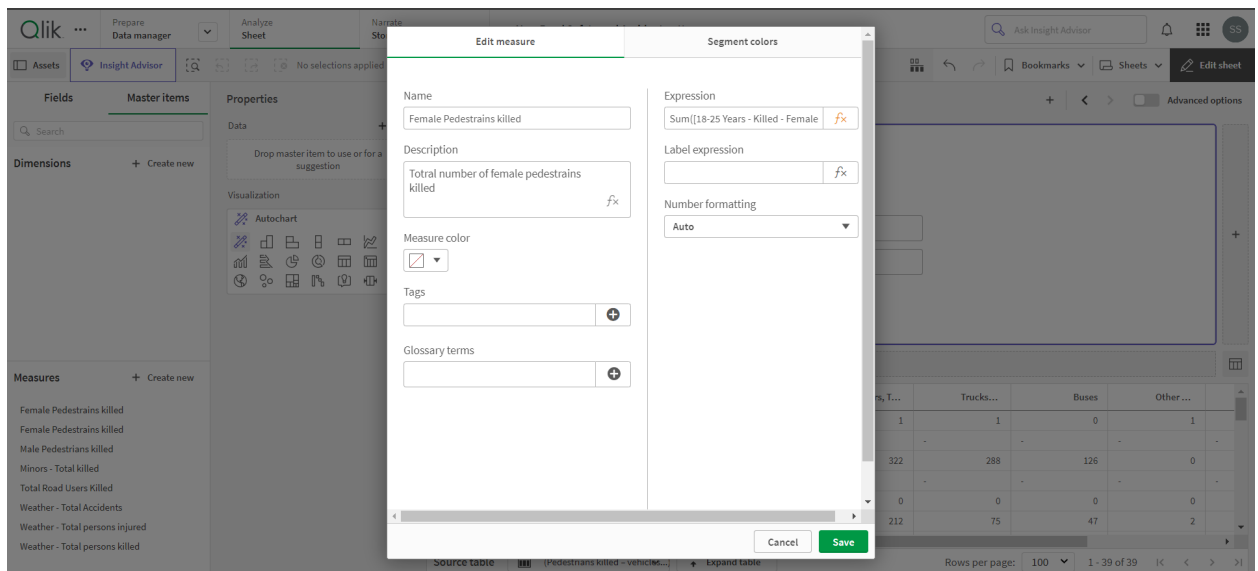 Qlik
Prepare
Data manager
Analyze
Sheet
Narrate
Sto
Ask Insight Advisor
SS
Assets
Insight Advisor
No selections applied
Bookmarks
Sheets
Edit sheet
Fields
Master items
Properties
Advanced options
Search
Data
Dimensions
+ Create new
Drop master item to use or for a
suggestion
Visualization
Autochart
Edit measure
Segment colors
Name
Female Pedestrains killed
Description
Totral number of female pedestrains
killed
Measure color
Tags
Glossary terms
Expression
Sum([18-25 Years - Killed - Female
Label expression
Number formatting
Auto
Cancel
Save
Measures
+ Create new
Female Pedestrains killed
Female Pedestrains killed
Male Pedestrians killed
Minors - Total killed
Total Road Users Killed
Weather - Total Accidents
Weather - Total persons injured
Weather - Total persons killed
rs, T... Trucks... Buses Other ...
1 1 0 1
- - -
322 288 126 0
- - -
0 0 0 0
212 75 47 2
Source table
(Pedestrians killed - vehicles...)
+ Expand table
Rows per page: 100 1 - 39 of 39